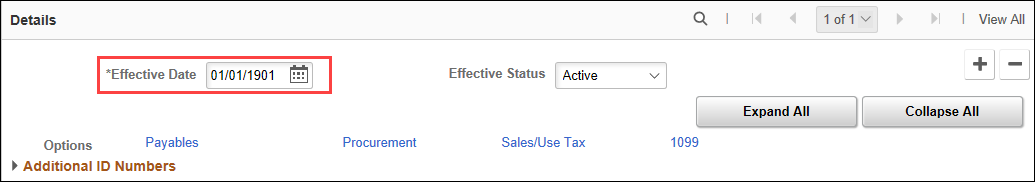 Details 1 of 1 View All
*Effective Date 01/01/1901 Effective Status Active
Expand All Collapse All
Options Payables Procurement Sales/Use Tax 1099
Additional ID Numbers